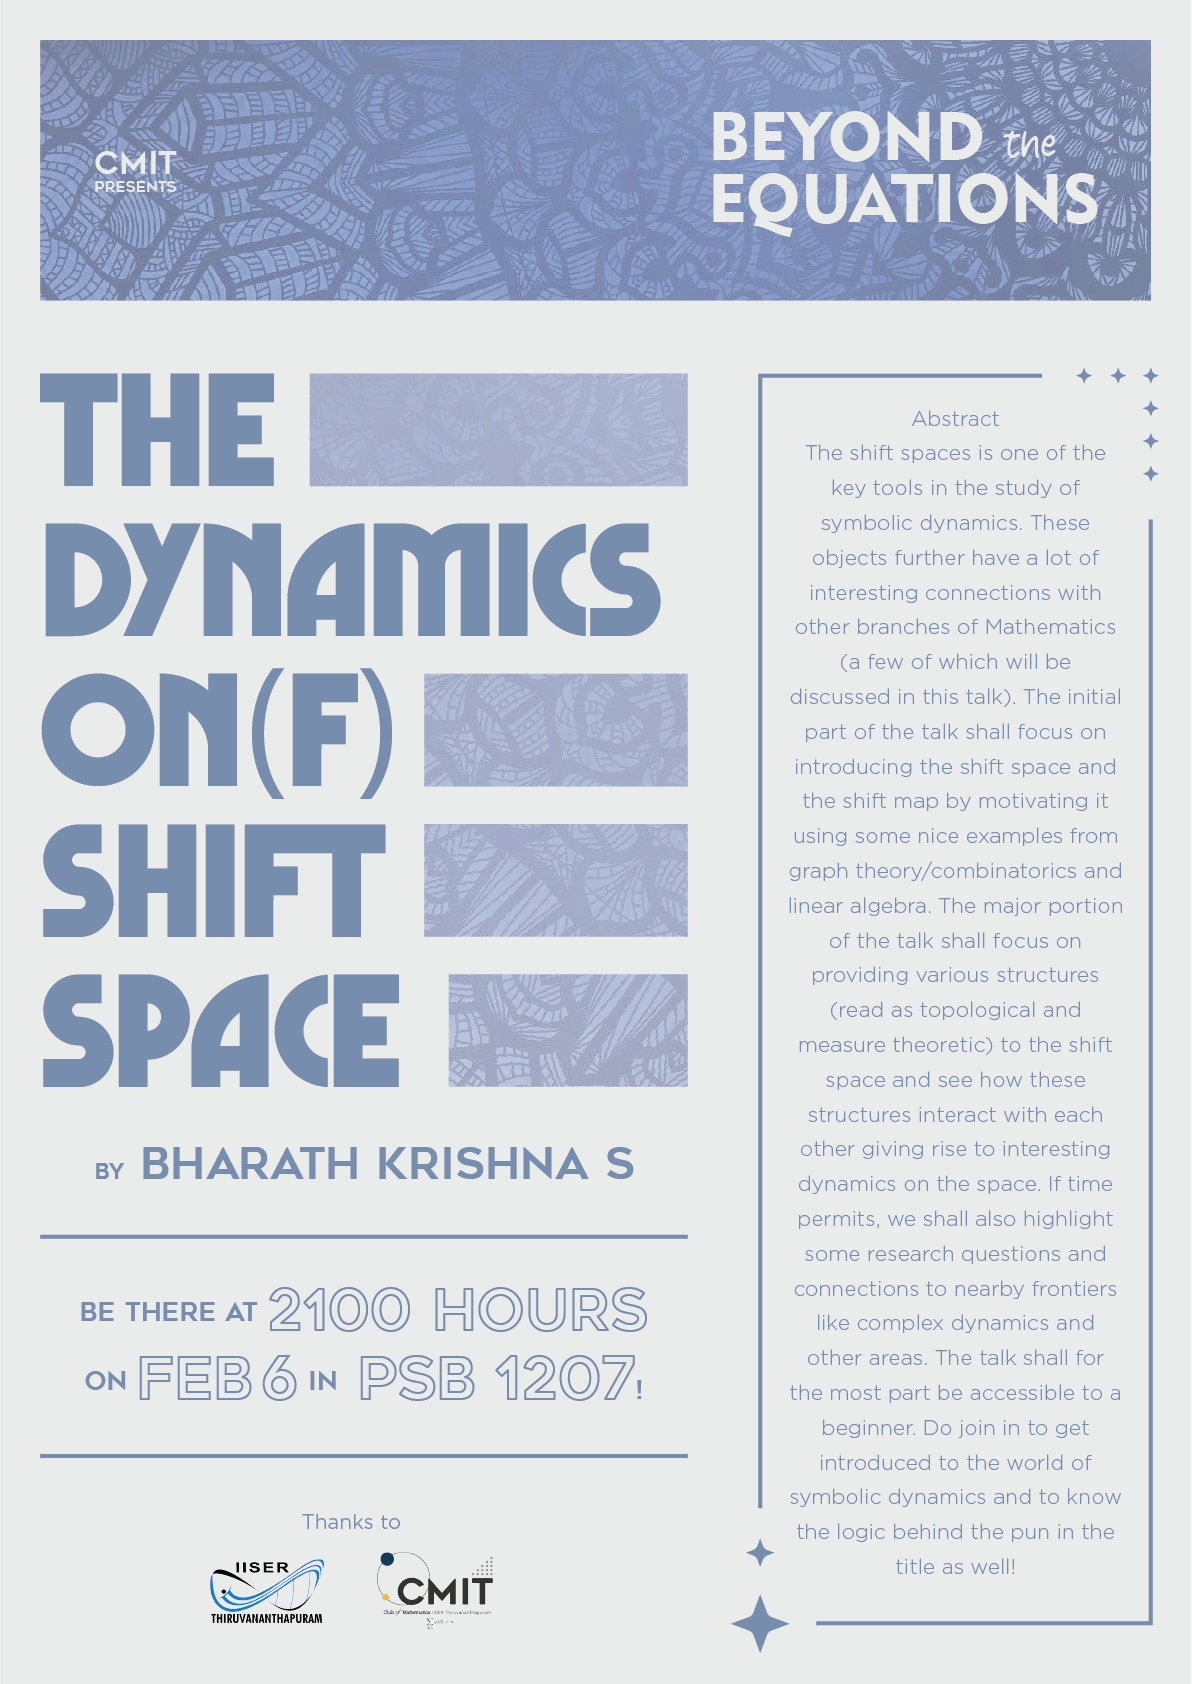 CMIT
PRESENTS
BEYOND the
EQUATIONS
THE
DYNAMICS
ON(F)
SHIFT
SPACE
BY BHARATH KRISHNA S
BE THERE AT 2100 HOURS
ON FEB 6 IN PSB 1207!
Thanks to
IISER
THIRUVANANTHAPURAM
CMIT
Club of Mathematics IISER Thiruvananthapuram
Abstract
The shift spaces is one of the
key tools in the study of
symbolic dynamics. These
objects further have a lot of
interesting connections with
other branches of Mathematics
(a few of which will be
discussed in this talk). The initial
part of the talk shall focus on
introducing the shift space and
the shift map by motivating it
using some nice examples from
graph theory/combinatorics and
linear algebra. The major portion
of the talk shall focus on
providing various structures
(read as topological and
measure theoretic) to the shift
space and see how these
structures interact with each
other giving rise to interesting
dynamics on the space. If time
permits, we shall also highlight
some research questions and
connections to nearby frontiers
like complex dynamics and
other areas. The talk shall for
the most part be accessible to a
beginner. Do join in to get
introduced to the world of
symbolic dynamics and to know
the logic behind the pun in the
title as well!